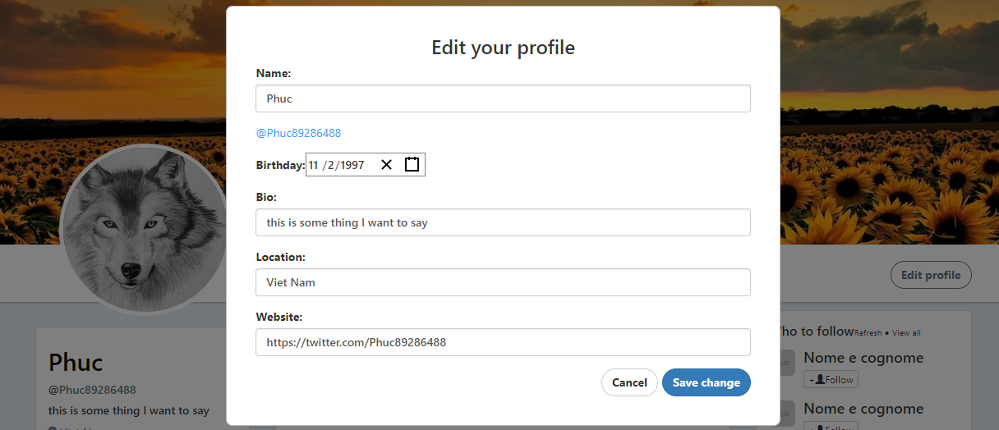 Edit your profile
Name:
Phuc
@Phuc89286488
Birthday: 11 /2/1997
Bio:
this is some thing I want to say
Location:
Viet Nam
Website:
https://twitter.com/Phuc89286488
Cancel Save change
Edit profile
Phuc
@Phuc89286488
this is some thing I want to say
to follow Refresh • View all
Nome e cognome
+ Follow
Nome e cognome
+ Follow